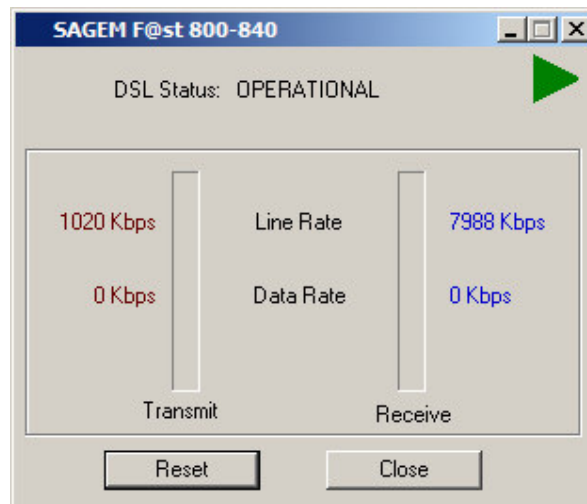 SAGEM F@st 800-840
DSL Status: OPERATIONAL
1020 Kbps Line Rate 7988 Kbps
0 Kbps Data Rate 0 Kbps
Transmit Receive
Reset Close